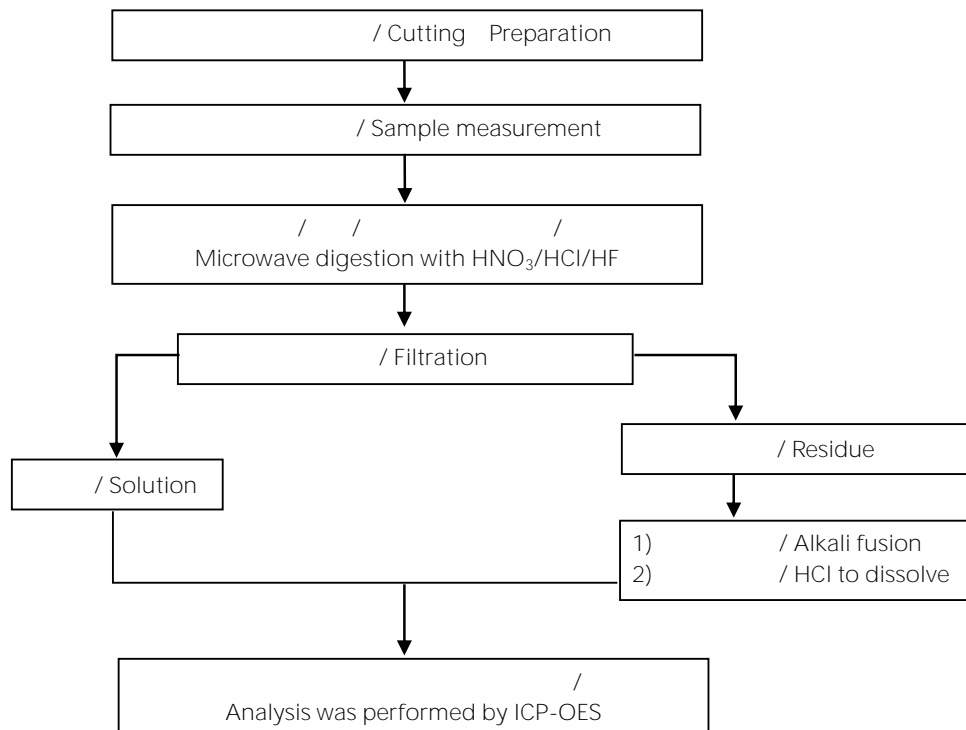 / Cutting Preparation
/ Sample measurement
/ / /
Microwave digestion with HNO₃/HCl/HF
/ Filtration
/ Residue
/ Solution
1) / Alkali fusion
2) / HCl to dissolve
/
Analysis was performed by ICP-OES